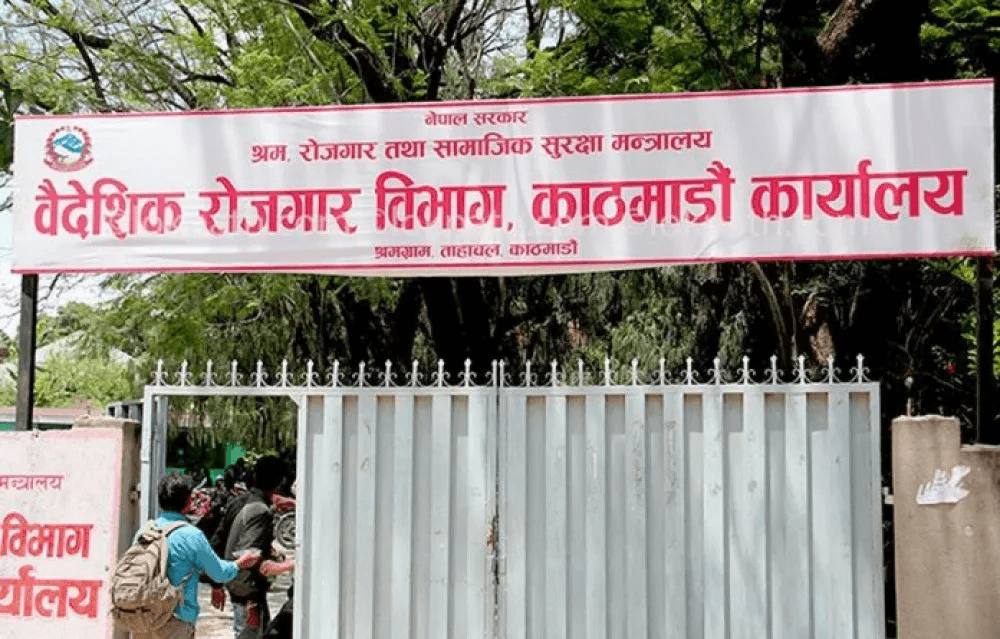 नेपाल सरकार
श्रम, रोजगार तथा सामाजिक सुरक्षा मन्त्रालय
वैदेशिक रोजगार विभाग, काठमाडौं कार्यालय
श्रमग्राम, ताहाचल, काठमाडौं
मन्त्रालय
विभाग
र्यालय